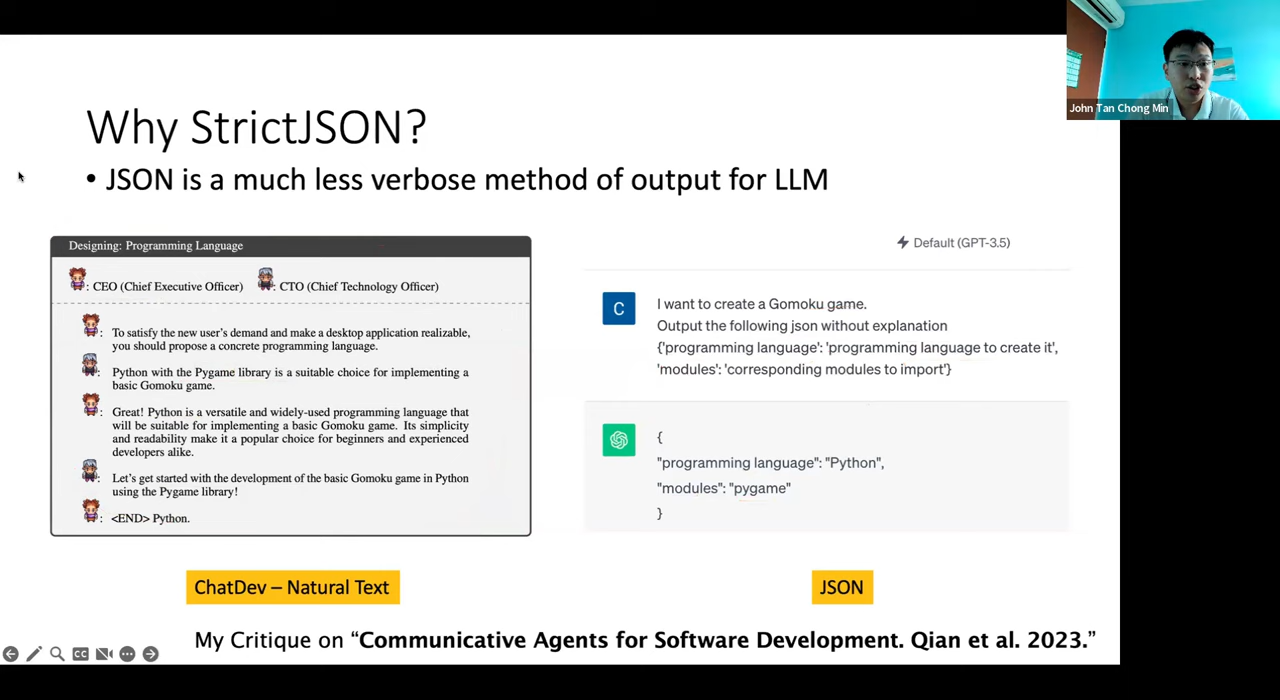 John Tan Chong Min
Why StrictJSON?
• JSON is a much less verbose method of output for LLM
Designing: Programming Language
: CEO (Chief Executive Officer) : CTO (Chief Technology Officer)
: To satisfy the new user's demand and make a desktop application realizable,
you should propose a concrete programming language.
: Python with the Pygame library is a suitable choice for implementing a
basic Gomoku game.
: Great! Python is a versatile and widely-used programming language that
will be suitable for implementing a basic Gomoku game. Its simplicity
and readability make it a popular choice for beginners and experienced
developers alike.
: Let's get started with the development of the basic Gomoku game in Python
using the Pygame library!
: <END> Python.
ChatDev – Natural Text
Default (GPT-3.5)
C
I want to create a Gomoku game.
Output the following json without explanation
{'programming language': 'programming language to create it',
'modules': 'corresponding modules to import'}
{
"programming language": "Python",
"modules": "pygame"
}
JSON
My Critique on “Communicative Agents for Software Development. Qian et al. 2023.”
CC